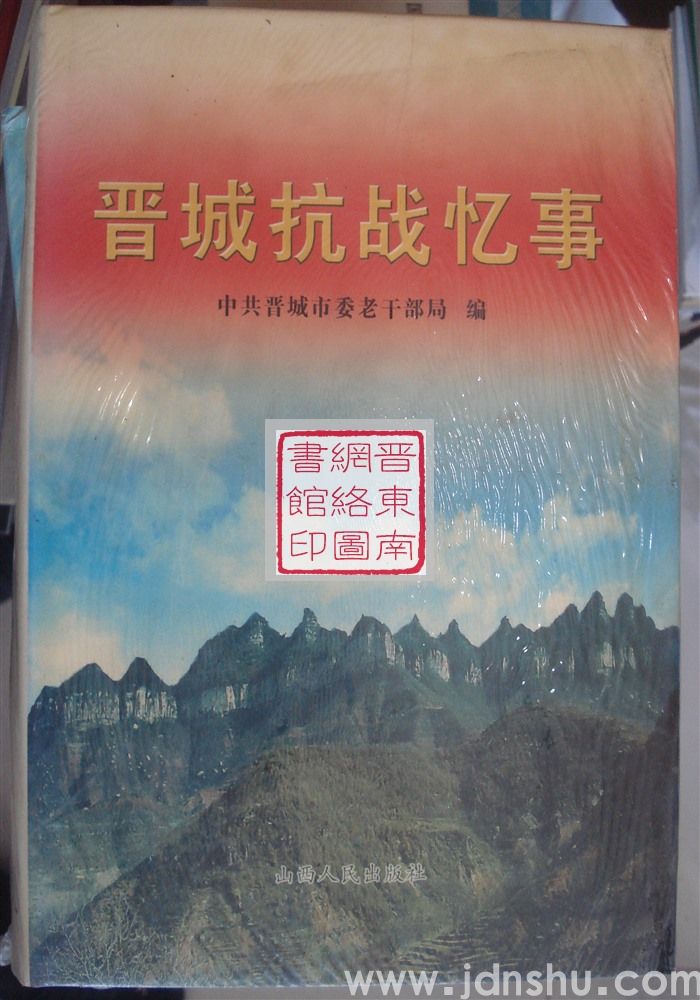 晋城抗战忆事
中共晋城市委老干部局 编
晋東南
網絡圖
書館印
山西人民出版社
www.jdnshu.com